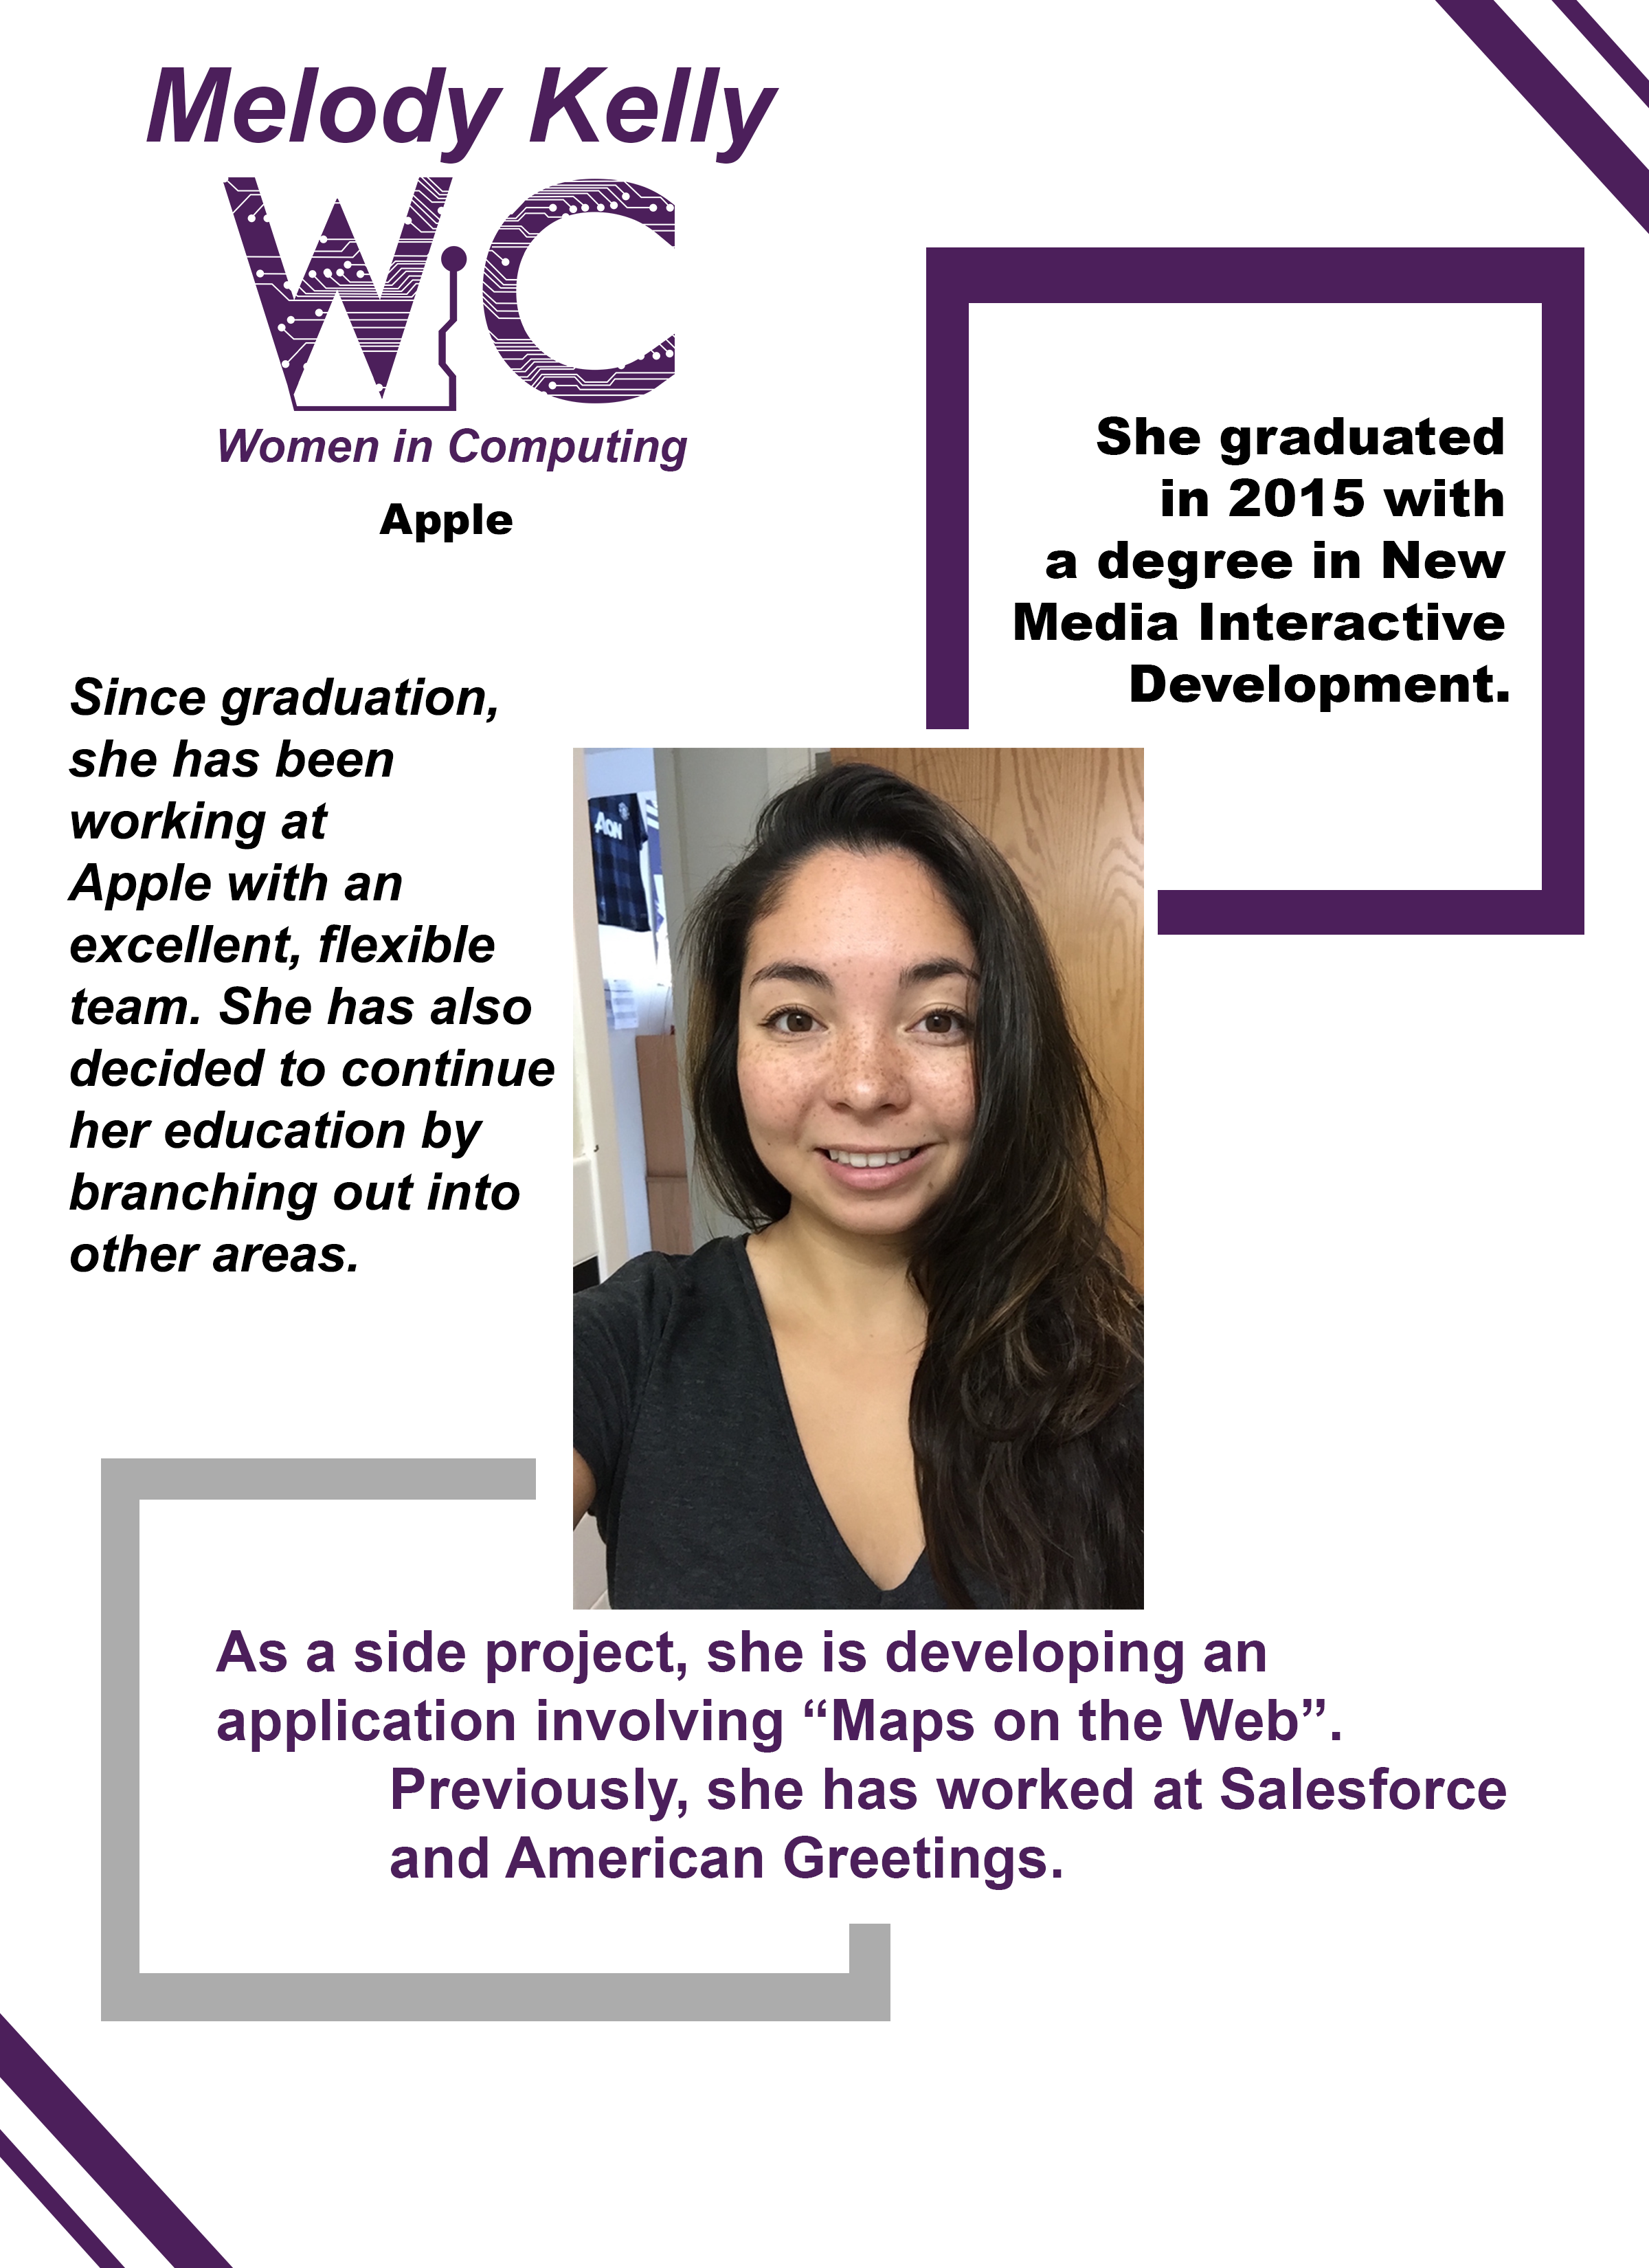 Melody Kelly
WiC
Women in Computing
Apple
She graduated
in 2015 with
a degree in New
Media Interactive
Development.
Since graduation,
she has been
working at
Apple with an
excellent, flexible
team. She has also
decided to continue
her education by
branching out into
other areas.
AON
As a side project, she is developing an
application involving “Maps on the Web”.
Previously, she has worked at Salesforce
and American Greetings.